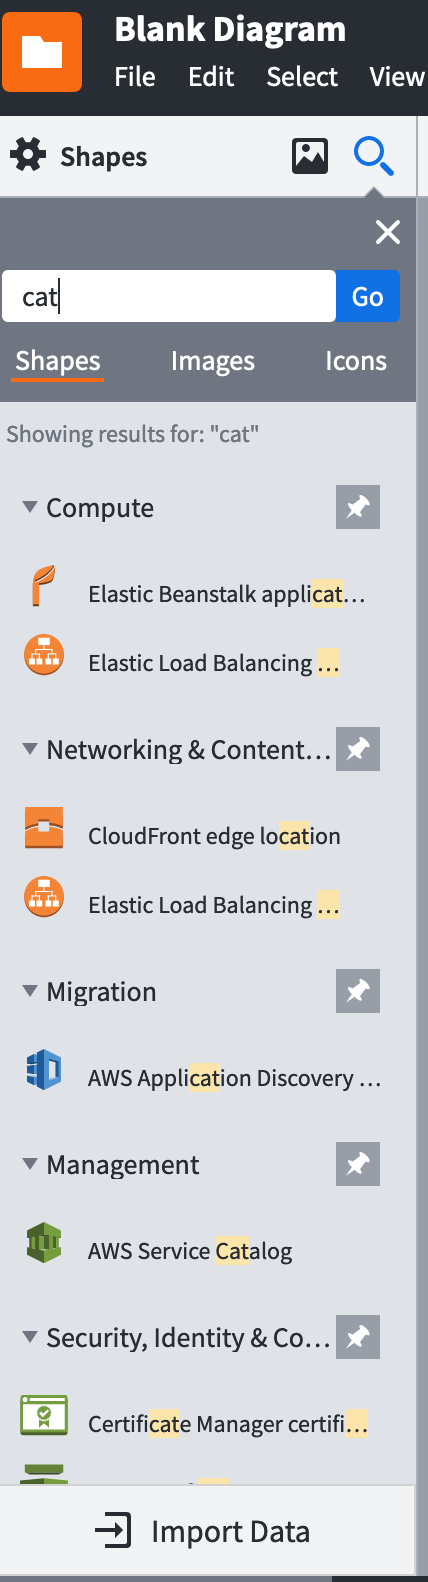 Blank Diagram
File Edit Select View
Shapes
cat
Go
Shapes Images Icons
Showing results for: "cat"
Compute
Elastic Beanstalk applicat...
Elastic Load Balancing ...
Networking & Content...
CloudFront edge location
Elastic Load Balancing ...
Migration
AWS Application Discovery ...
Management
AWS Service Catalog
Security, Identity & Co...
Certificate Manager certifi...
Import Data